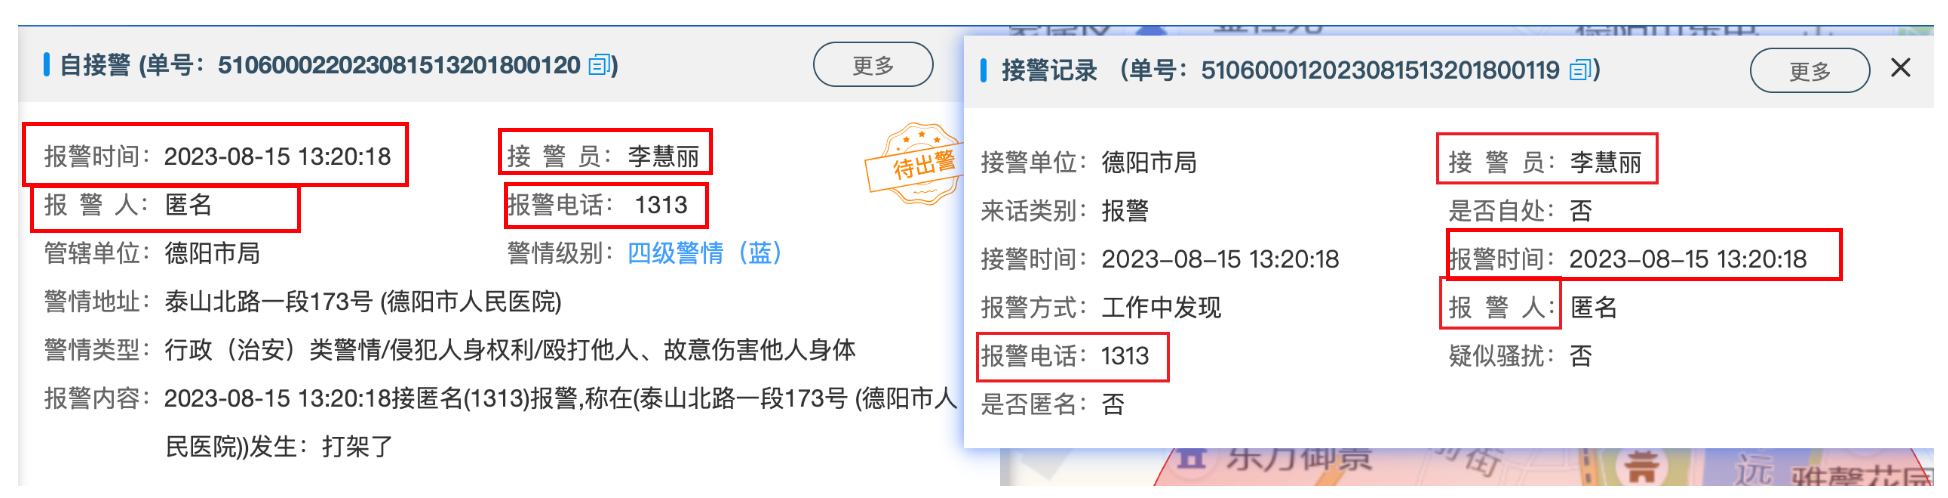 自接警 (单号：510600022023081513201800120)
更多
报警时间：2023-08-15 13:20:18
接 警 员：李慧丽
待出警
报 警 人：匿名
报警电话：1313
管辖单位：德阳市局
警情级别：四级警情（蓝）
警情地址：泰山北路一段173号 (德阳市人民医院)
警情类型：行政（治安）类警情/侵犯人身权利/殴打他人、故意伤害他人身体
报警内容：2023-08-15 13:20:18接匿名(1313)报警,称在(泰山北路一段173号 (德阳市人
民医院))发生：打架了
接警记录 （单号：510600012023081513201800119)
更多
接警单位：德阳市局
接 警 员：李慧丽
来话类别：报警
是否自处：否
接警时间：2023-08-15 13:20:18
报警时间：2023-08-15 13:20:18
报警方式：工作中发现
报 警 人：匿名
报警电话：1313
疑似骚扰：否
是否匿名：否
东方御景
街
远
雅馨花园